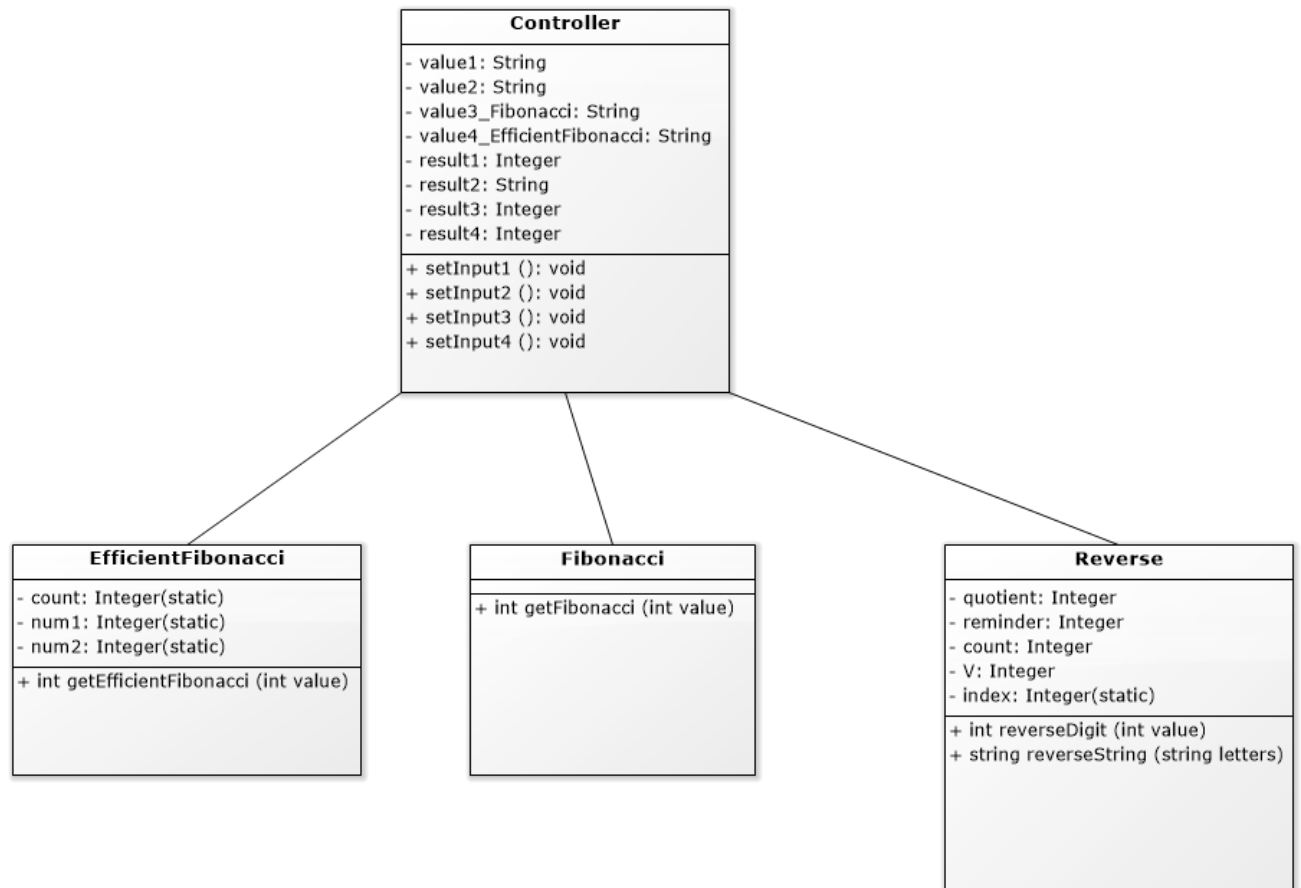 Controller
- value1: String
- value2: String
- value3_Fibonacci: String
- value4_EfficientFibonacci: String
- result1: Integer
- result2: String
- result3: Integer
- result4: Integer
+ setInput1 (): void
+ setInput2 (): void
+ setInput3 (): void
+ setInput4 (): void
EfficientFibonacci
- count: Integer(static)
- num1: Integer(static)
- num2: Integer(static)
+ int getEfficientFibonacci (int value)
Fibonacci
+ int getFibonacci (int value)
Reverse
- quotient: Integer
- reminder: Integer
- count: Integer
- V: Integer
- index: Integer(static)
+ int reverseDigit (int value)
+ string reverseString (string letters)